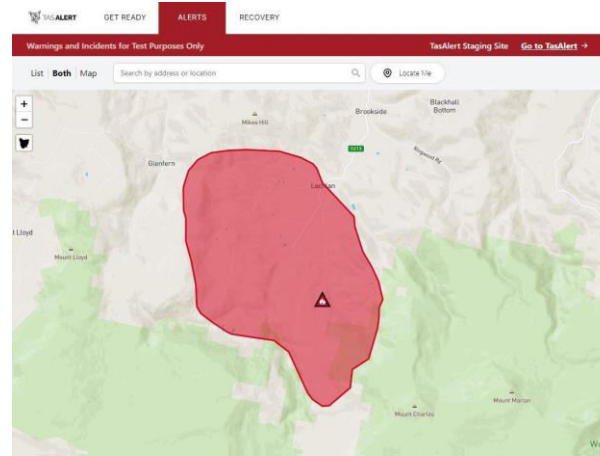 TASALERT
GET READY
ALERTS
RECOVERY
Warnings and Incidents for Test Purposes Only
TasAlert Staging Site
Go to TasAlert →
List
Both
Map
Search by address or location
Locate Me
+
−
Blackhall
Bottom
Brookside
Mikes Hill
Glenfern
Lachlan
t Lloyd
Mount Lloyd
Mount Charles
Mount Marian
We